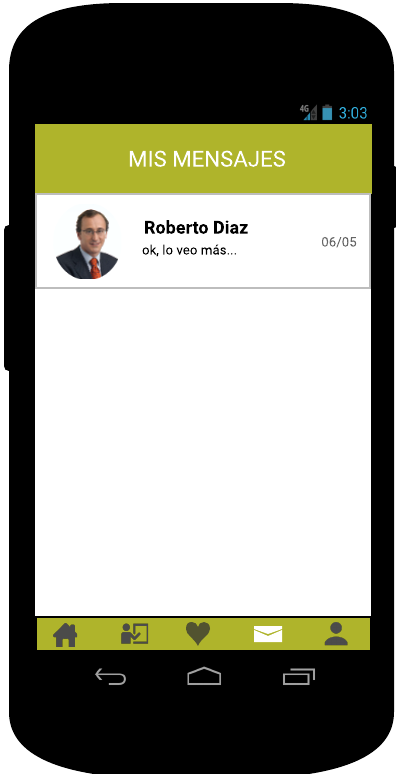 4G 3:03
MIS MENSAJES
Roberto Diaz
ok, lo veo más...
06/05